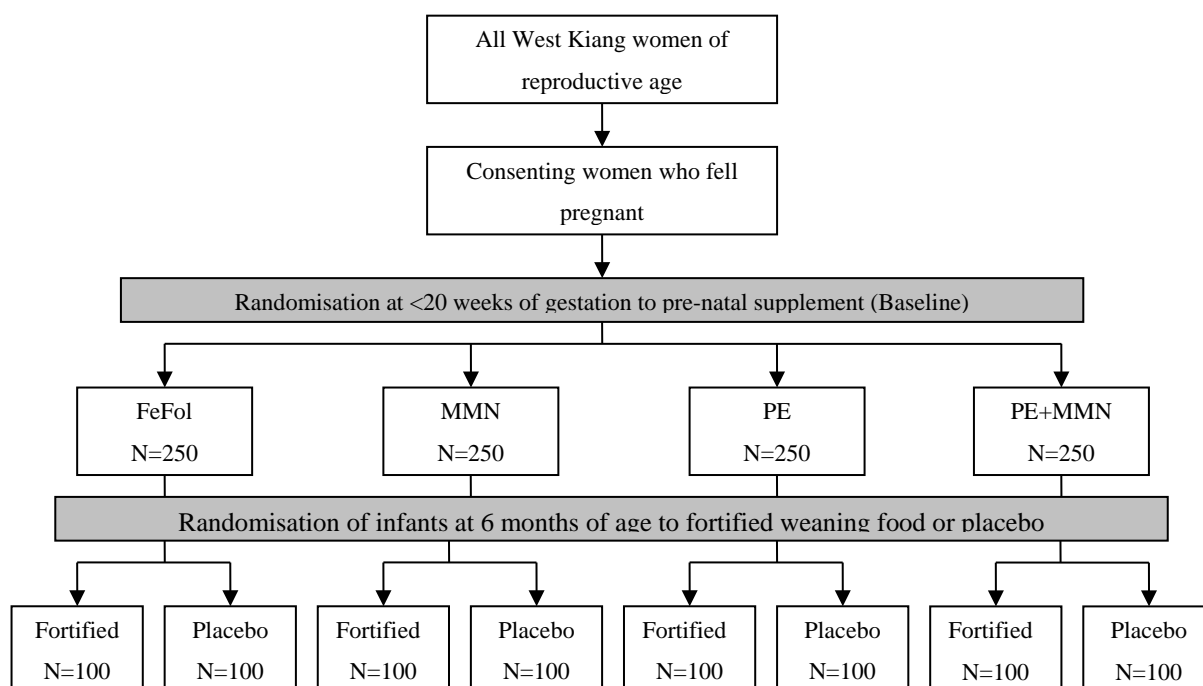 All West Kiang women of
reproductive age
Consenting women who fell
pregnant
Randomisation at <20 weeks of gestation to pre-natal supplement (Baseline)
FeFol
N=250
MMN
N=250
PE
N=250
PE+MMN
N=250
Randomisation of infants at 6 months of age to fortified weaning food or placebo
Fortified
N=100
Placebo
N=100
Fortified
N=100
Placebo
N=100
Fortified
N=100
Placebo
N=100
Fortified
N=100
Placebo
N=100